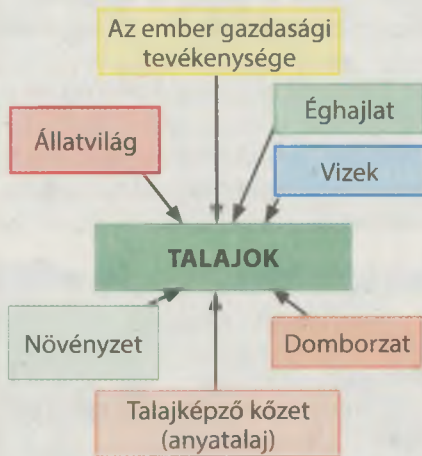 Az ember gazdasági
tevékenysége
Éghajlat
Állatvilág
Vizek
TALAJOK
Növényzet
Domborzat
Talajképző kőzet
(anyatalaj)